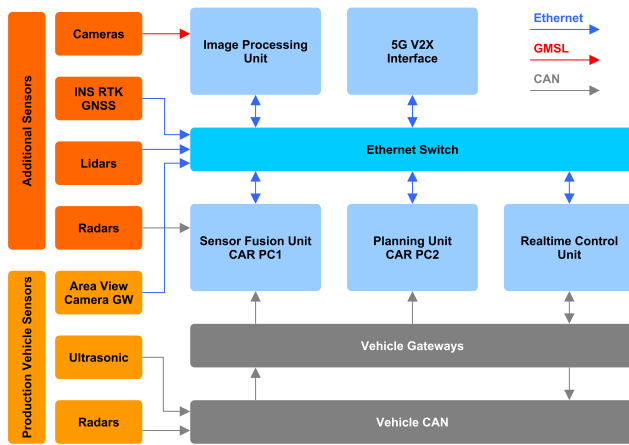 Additional Sensors
Cameras
INS RTK
GNSS
Lidars
Radars
Production Vehicle Sensors
Area View
Camera GW
Ultrasonic
Radars
Image Processing
Unit
5G V2X
Interface
Ethernet
GMSL
CAN
Ethernet Switch
Sensor Fusion Unit
CAR PC1
Planning Unit
CAR PC2
Realtime Control
Unit
Vehicle Gateways
Vehicle CAN